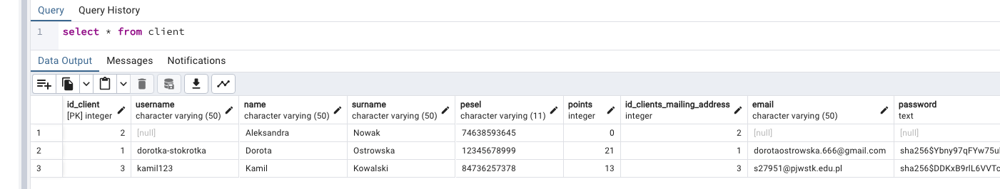 Query Query History
1 select * from client
Data Output Messages Notifications
id_client username name surname pesel points id_clients_mailing_address email password
[PK] integer character varying (50) character varying (50) character varying (50) character varying (11) integer integer character varying (50) text
1 2 [null] Aleksandra Nowak 74638593645 0 2 [null] [null]
2 1 dorotka-stokrotka Dorota Ostrowska 12345678999 21 1 dorotaostrowska.666@gmail.com sha256$Ybny97qFYw75u
3 3 kamil123 Kamil Kowalski 84736257378 13 3 s27951@pjwstk.edu.pl